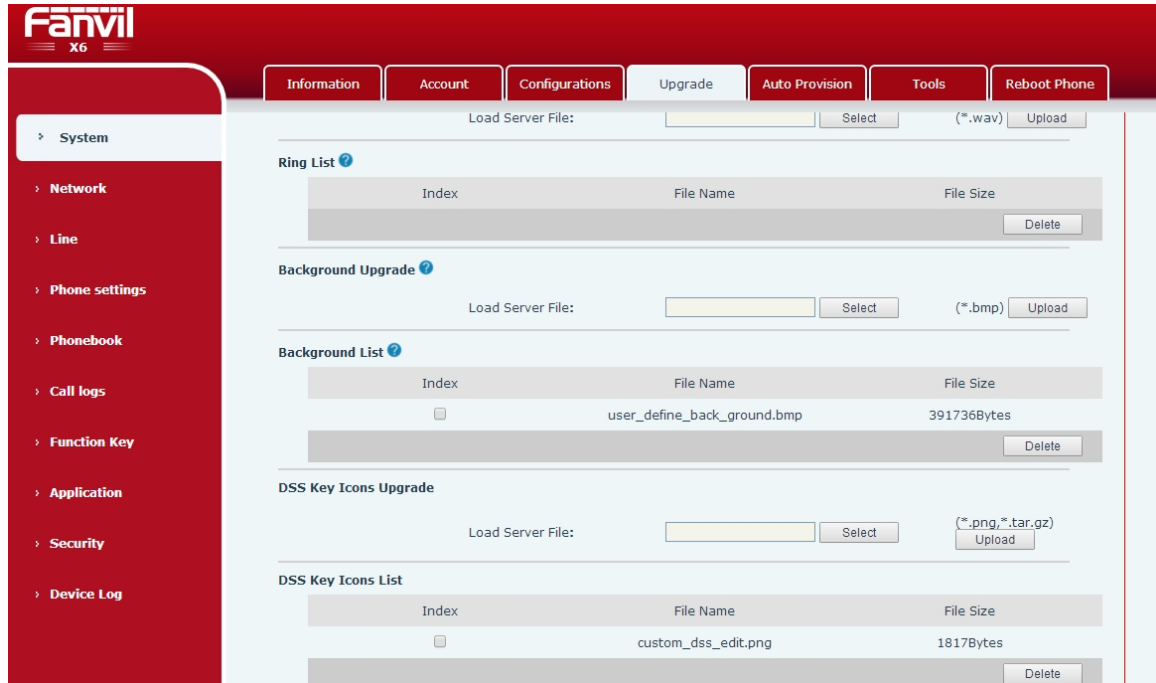 Fanvil
X6
Information Account Configurations Upgrade Auto Provision Tools Reboot Phone
› System
› Network
› Line
› Phone settings
› Phonebook
› Call logs
› Function Key
› Application
› Security
› Device Log
Load Server File: Select (*.wav) Upload
Ring List ?
Index File Name File Size
Delete
Background Upgrade ?
Load Server File: Select (*.bmp) Upload
Background List ?
Index File Name File Size
user_define_back_ground.bmp 391736Bytes
Delete
DSS Key Icons Upgrade
Load Server File: Select (*.png,*.tar.gz)
Upload
DSS Key Icons List
Index File Name File Size
custom_dss_edit.png 1817Bytes
Delete